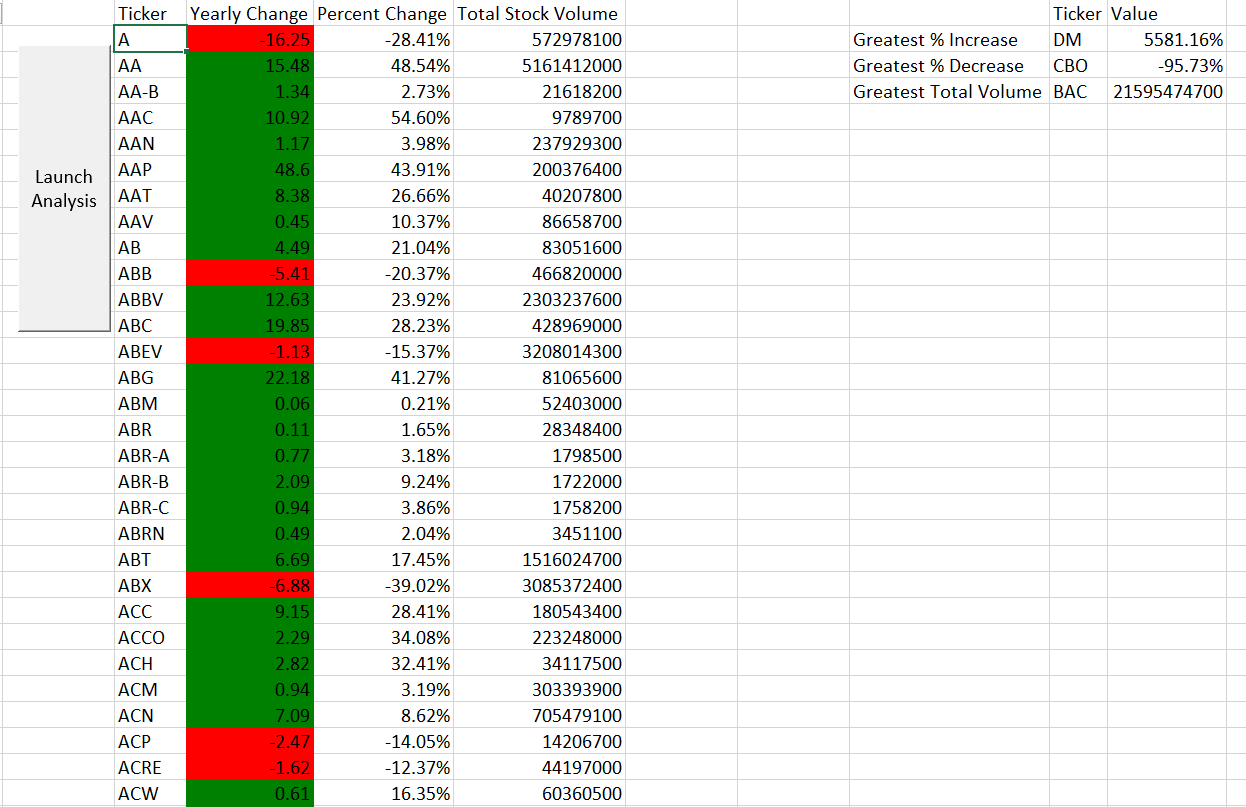 Ticker Yearly Change Percent Change Total Stock Volume Ticker Value
A -16.25 -28.41% 572978100 Greatest % Increase DM 5581.16%
AA 15.48 48.54% 5161412000 Greatest % Decrease CBO -95.73%
AA-B 1.34 2.73% 21618200 Greatest Total Volume BAC 21595474700
AAC 10.92 54.60% 9789700
AAN 1.17 3.98% 237929300
AAP 48.6 43.91% 200376400
Launch
Analysis
AAT 8.38 26.66% 40207800
AAV 0.45 10.37% 86658700
AB 4.49 21.04% 83051600
ABB -5.41 -20.37% 466820000
ABBV 12.63 23.92% 2303237600
ABC 19.85 28.23% 428969000
ABEV -1.13 -15.37% 3208014300
ABG 22.18 41.27% 81065600
ABM 0.06 0.21% 52403000
ABR 0.11 1.65% 28348400
ABR-A 0.77 3.18% 1798500
ABR-B 2.09 9.24% 1722000
ABR-C 0.94 3.86% 1758200
ABRN 0.49 2.04% 3451100
ABT 6.69 17.45% 1516024700
ABX -6.88 -39.02% 3085372400
ACC 9.15 28.41% 180543400
ACCO 2.29 34.08% 223248000
ACH 2.82 32.41% 34117500
ACM 0.94 3.19% 303393900
ACN 7.09 8.62% 705479100
ACP -2.47 -14.05% 14206700
ACRE -1.62 -12.37% 44197000
ACW 0.61 16.35% 60360500